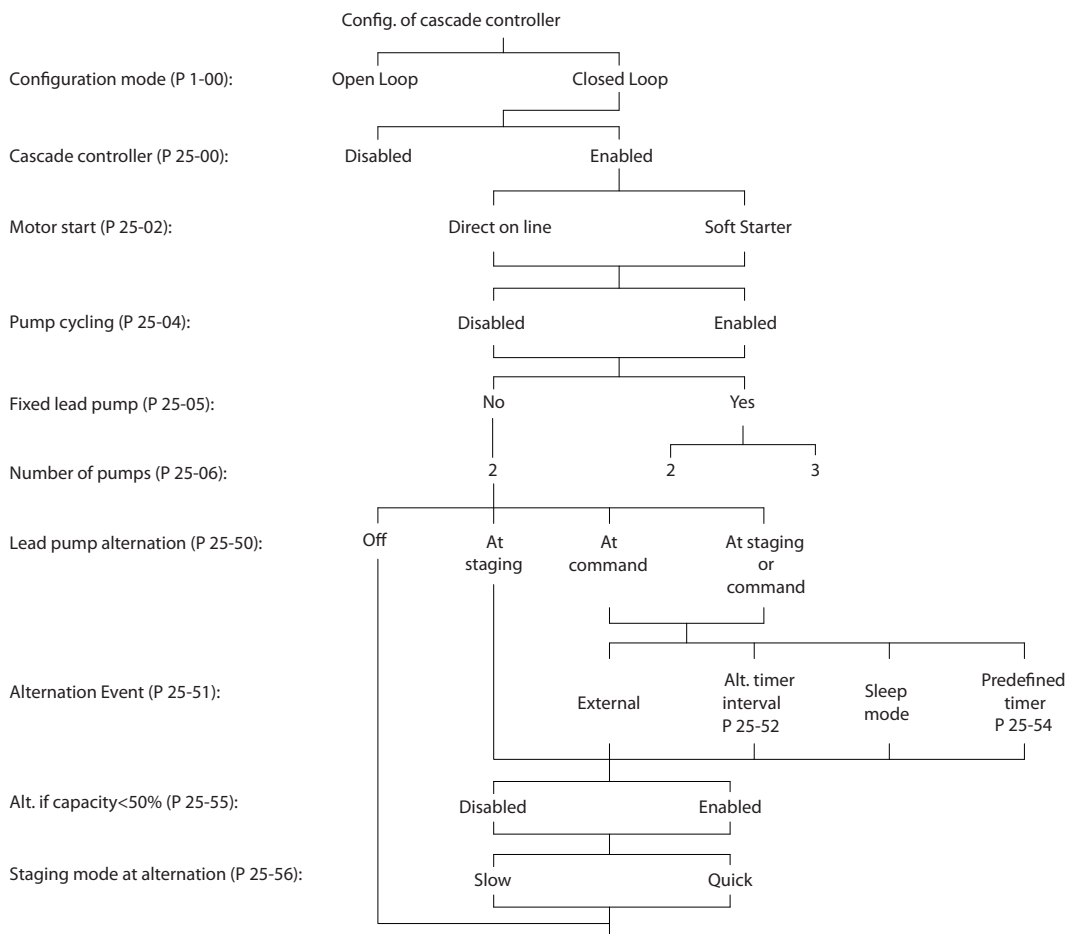 Config. of cascade controller
Configuration mode (P 1-00):
Open Loop
Closed Loop
Cascade controller (P 25-00):
Disabled
Enabled
Motor start (P 25-02):
Direct on line
Soft Starter
Pump cycling (P 25-04):
Disabled
Enabled
Fixed lead pump (P 25-05):
No
Yes
Number of pumps (P 25-06):
2
2
3
Lead pump alternation (P 25-50):
Off
At
staging
At
command
At staging
or
command
Alternation Event (P 25-51):
External
Alt. timer
interval
P 25-52
Sleep
mode
Predefined
timer
P 25-54
Alt. if capacity<50% (P 25-55):
Disabled
Enabled
Staging mode at alternation (P 25-56):
Slow
Quick